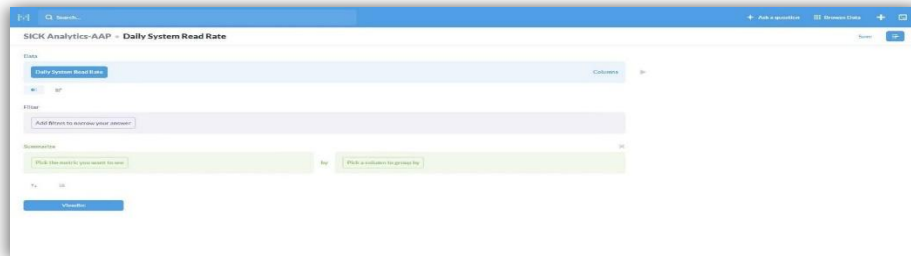 Search...
+ Ask a question
Browse Data
SICK Analytics-AAP • Daily System Read Rate
Save
Data
Daily System Read Rate
Columns
Filter
Add filters to narrow your answer
Summarize
Pick the metric you want to see
by
Pick a column to group by
Visualize